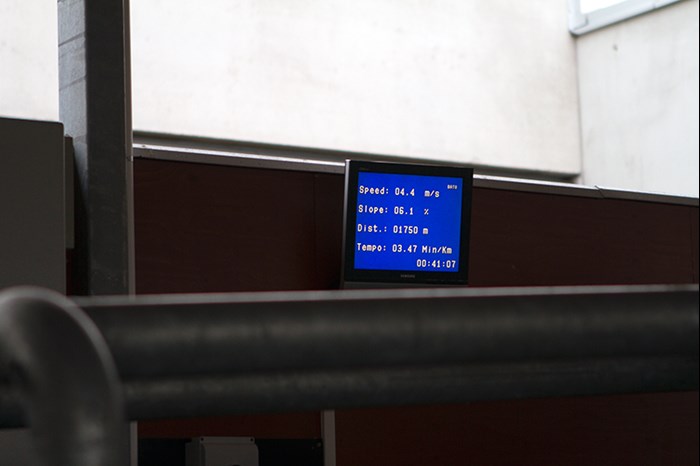 Speed: 04.4 m/s
Slope: 06.1 %
Dist.: 01750 m
Tempo: 03.47 Min/Km
00:41:07